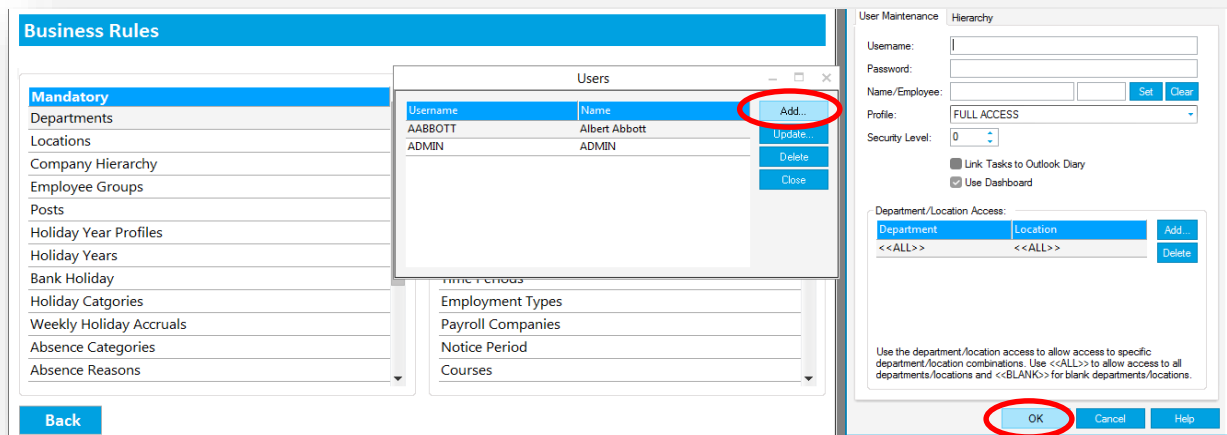 Business Rules
Mandatory
Departments
Locations
Company Hierarchy
Employee Groups
Posts
Holiday Year Profiles
Holiday Years
Bank Holiday
Holiday Catgories
Weekly Holiday Accruals
Absence Categories
Absence Reasons
Back
Users
Username Name
AABBOTT Albert Abbott
ADMIN ADMIN
Add...
Update...
Delete
Close
Time Periods
Employment Types
Payroll Companies
Notice Period
Courses
User Maintenance Hierarchy
Username:
Password:
Name/Employee: Set Clear
Profile: FULL ACCESS
Security Level: 0
Link Tasks to Outlook Diary
Use Dashboard
Department/Location Access:
Department Location
<<ALL>> <<ALL>>
Add...
Delete
Use the department/location access to allow access to specific
department/location combinations. Use <<ALL>> to allow access to all
departments/locations and <<BLANK>> for blank departments/locations.
OK Cancel Help